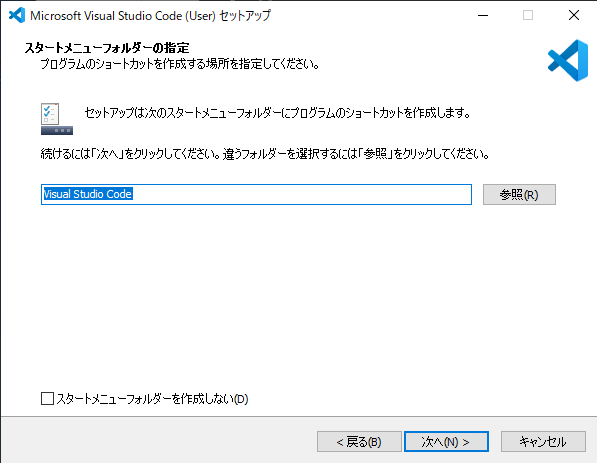 Microsoft Visual Studio Code (User) セットアップ
スタートメニューフォルダーの指定
プログラムのショートカットを作成する場所を指定してください。
セットアップは次のスタートメニューフォルダーにプログラムのショートカットを作成します。
続けるには「次へ」をクリックしてください。違うフォルダーを選択するには「参照」をクリックしてください。
Visual Studio Code
参照(R)
スタートメニューフォルダーを作成しない(D)
< 戻る(B)
次へ(N) >
キャンセル